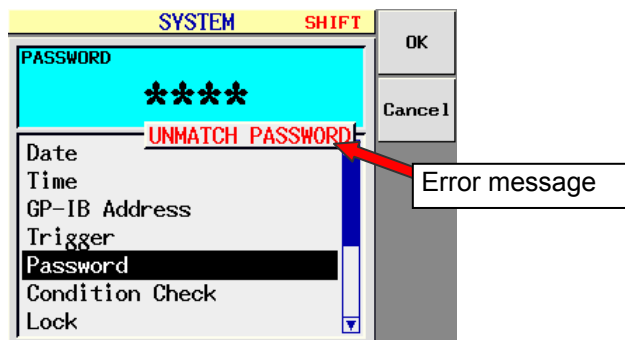 SYSTEM SHIFT
OK
PASSWORD
****
Cancel
UNMATCH PASSWORD
Date
Time
Error message
GP-IB Address
Trigger
Password
Condition Check
Lock